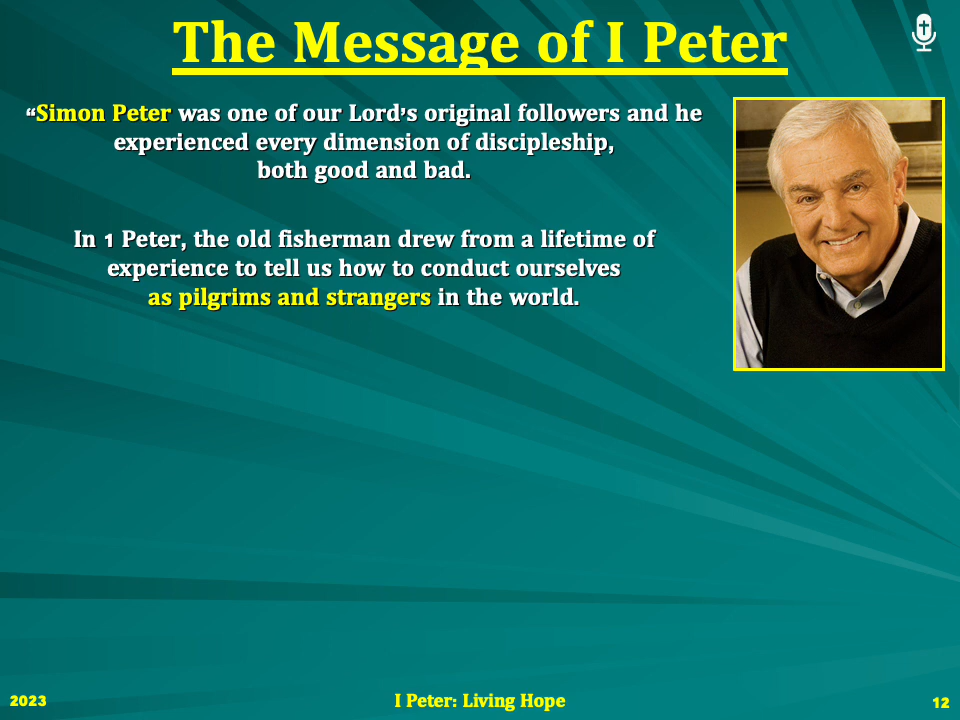 The Message of I Peter
“Simon Peter was one of our Lord's original followers and he
experienced every dimension of discipleship,
both good and bad.
In 1 Peter, the old fisherman drew from a lifetime of
experience to tell us how to conduct ourselves
as pilgrims and strangers in the world.
2023
I Peter: Living Hope
12